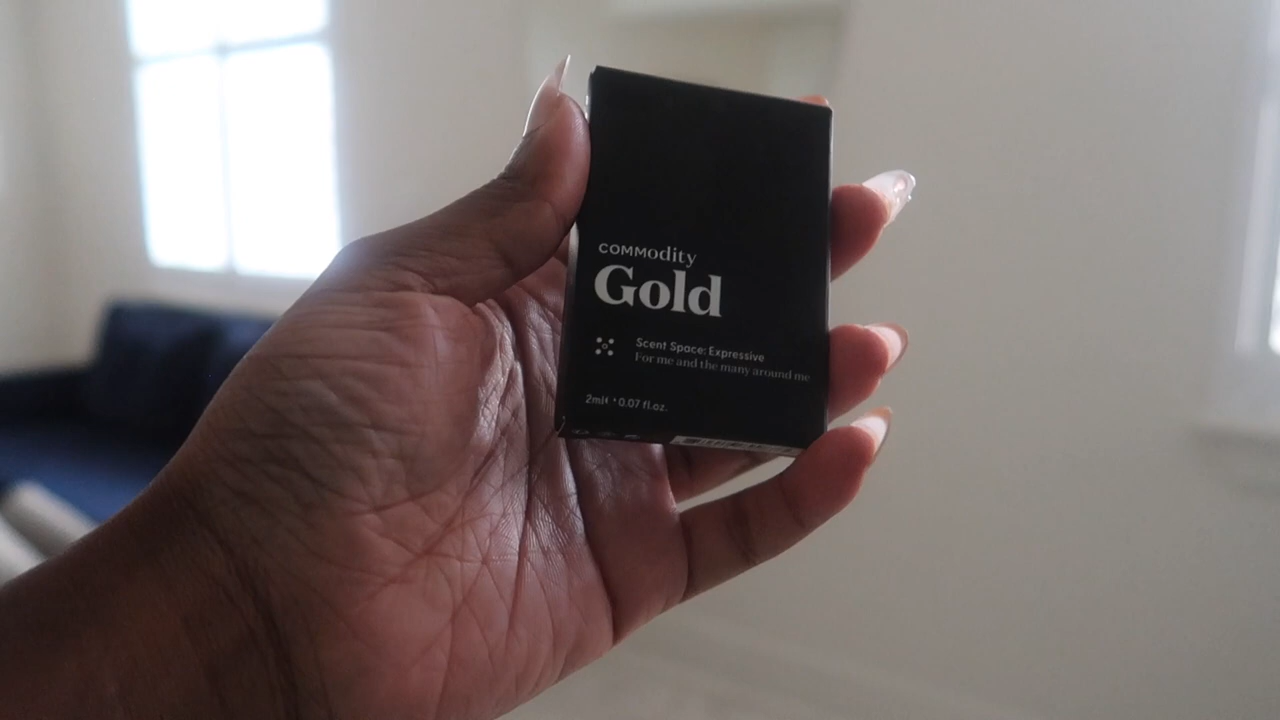 COMModity
Gold
Scent Space: Expressive
For me and the many around me
2ml℮ * 0.07 fl.oz.